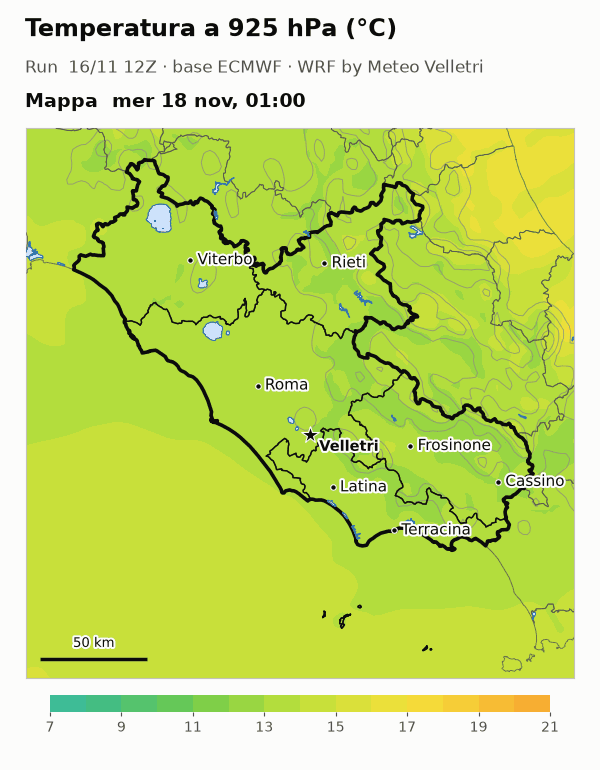 Temperatura a 925 hPa (°C)
Run  16/11 12Z · base ECMWF · WRF by Meteo Velletri
Mappa  mer 18 nov, 01:00
Viterbo
Rieti
Roma
Velletri
Frosinone
Latina
Cassino
Terracina
50 km
7 9 11 13 15 17 19 21